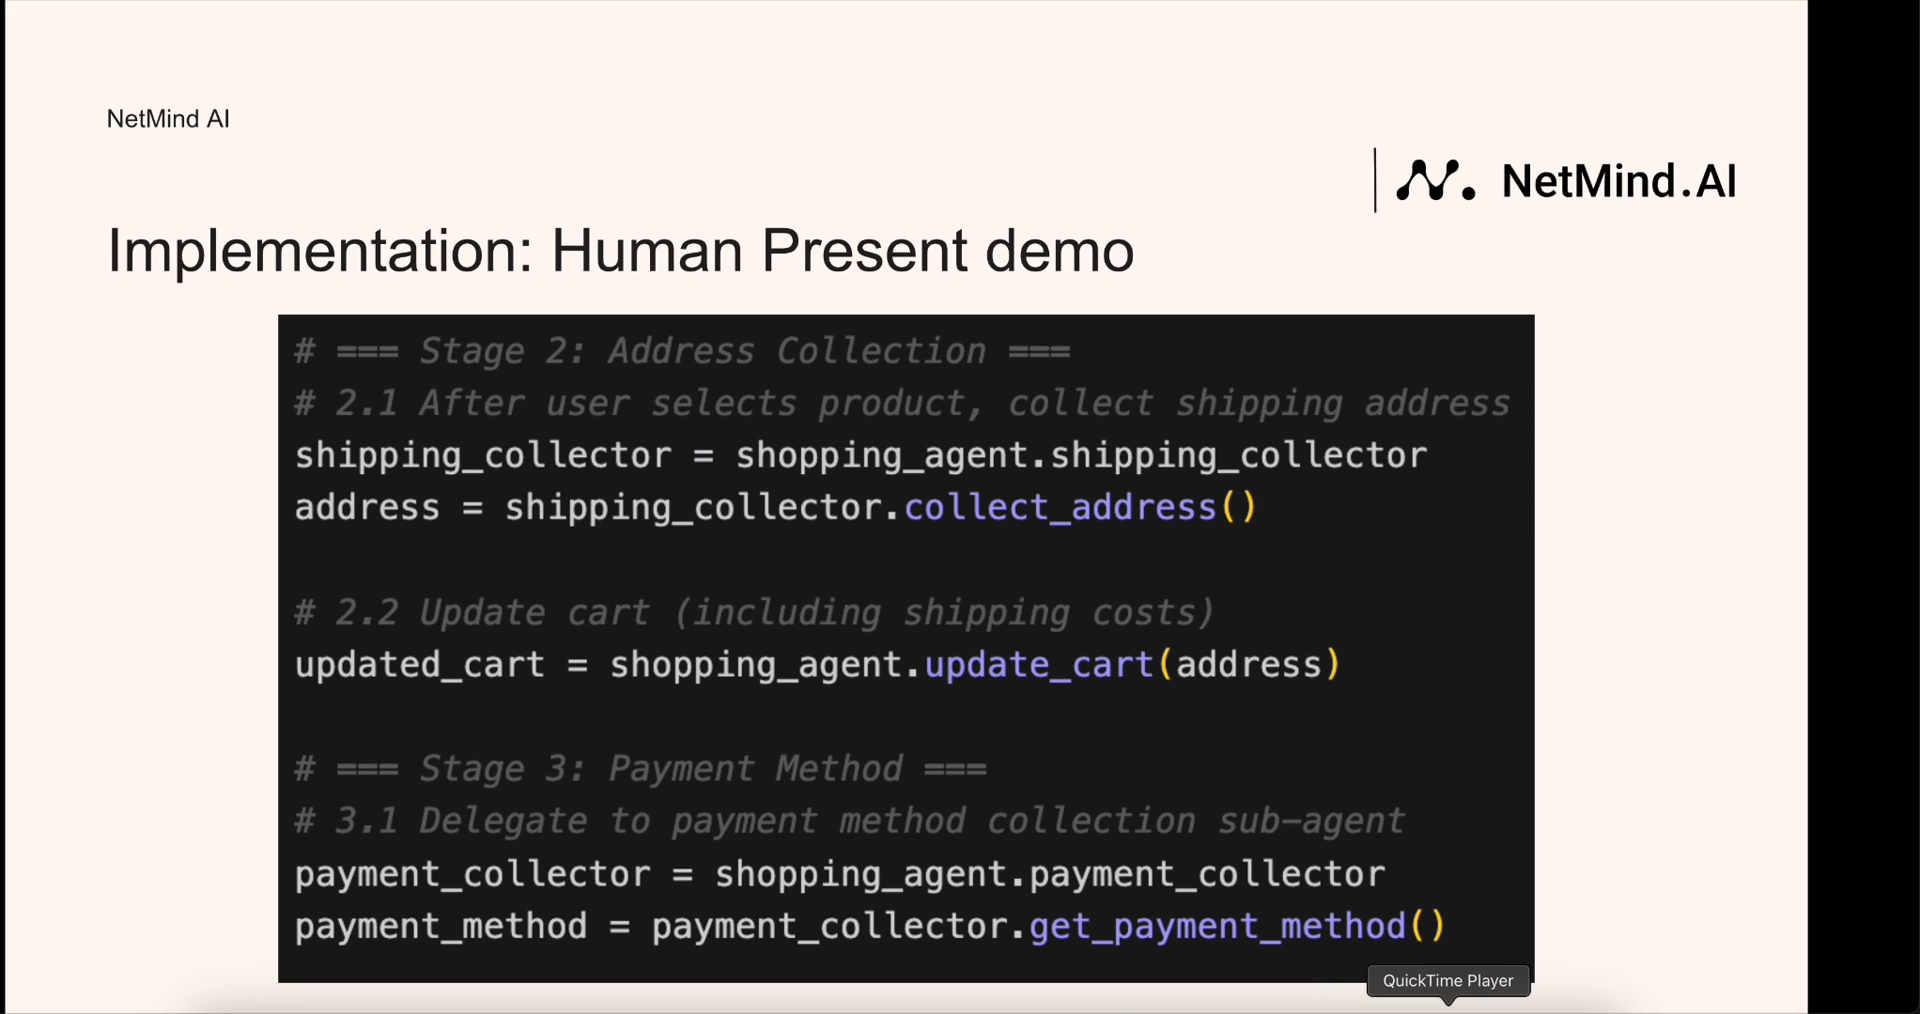 NetMind AI
NetMind.AI
Implementation: Human Present demo
# === Stage 2: Address Collection ===
# 2.1 After user selects product, collect shipping address
shipping_collector = shopping_agent.shipping_collector
address = shipping_collector.collect_address()
# 2.2 Update cart (including shipping costs)
updated_cart = shopping_agent.update_cart(address)
# === Stage 3: Payment Method ===
# 3.1 Delegate to payment method collection sub-agent
payment_collector = shopping_agent.payment_collector
payment_method = payment_collector.get_payment_method()
QuickTime Player